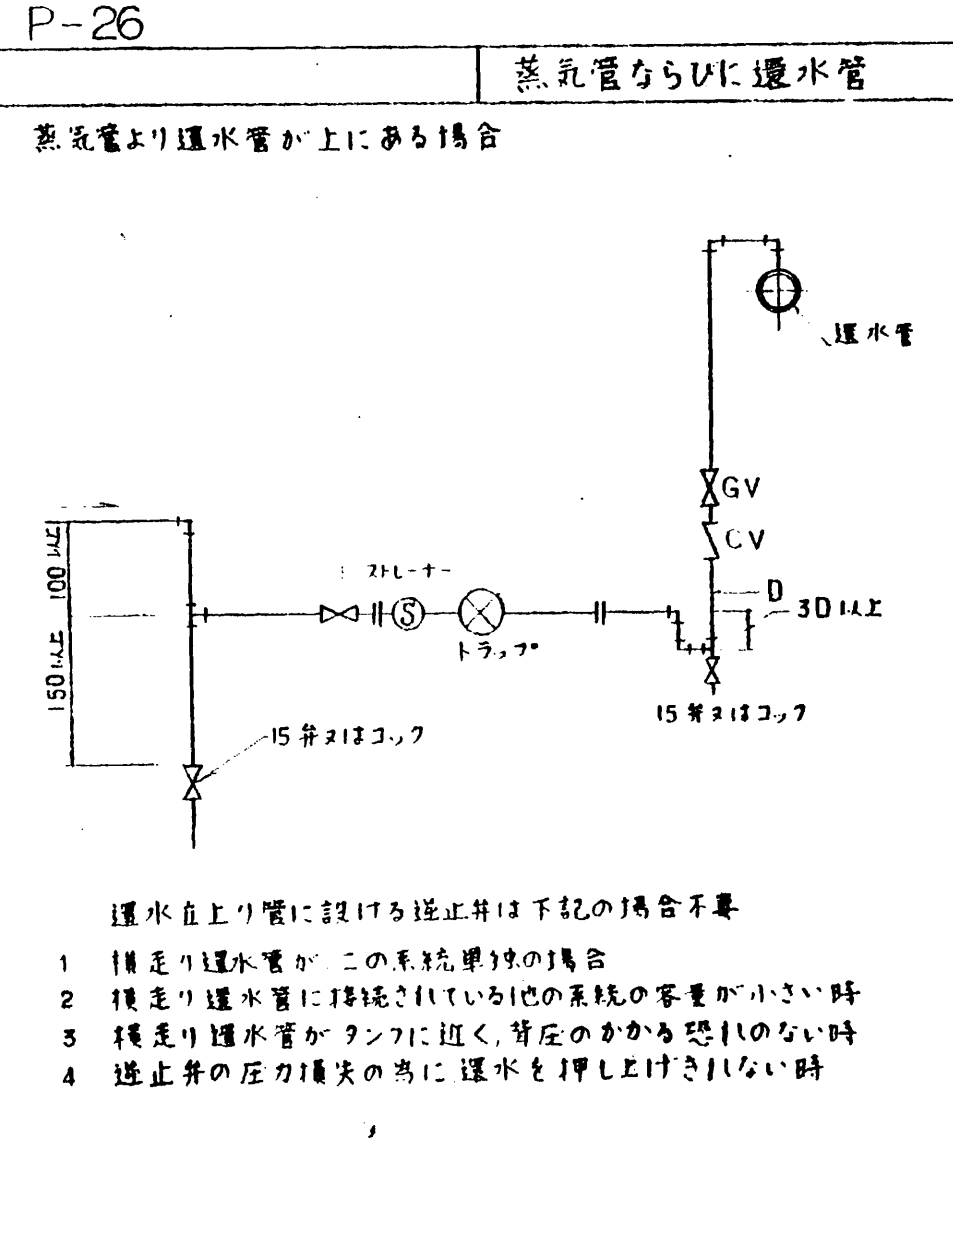 P-26
蒸気管ならびに還水管
蒸気管より還水管が上にある場合
還水管
GV
CV
100以上
ストレーナー
D
3D以上
S
トラップ
150以上
15弁又はコック
15弁又はコック
還水立上り管に設ける逆止弁は下記の場合不要
1 横走り還水管が この系統単独の場合
2 横走り還水管に接続されている他の系統の容量が小さい時
3 横走り還水管がタンクに近く,背圧のかかる恐れのない時
4 逆止弁の圧力損失の為に還水を押し上げきれない時